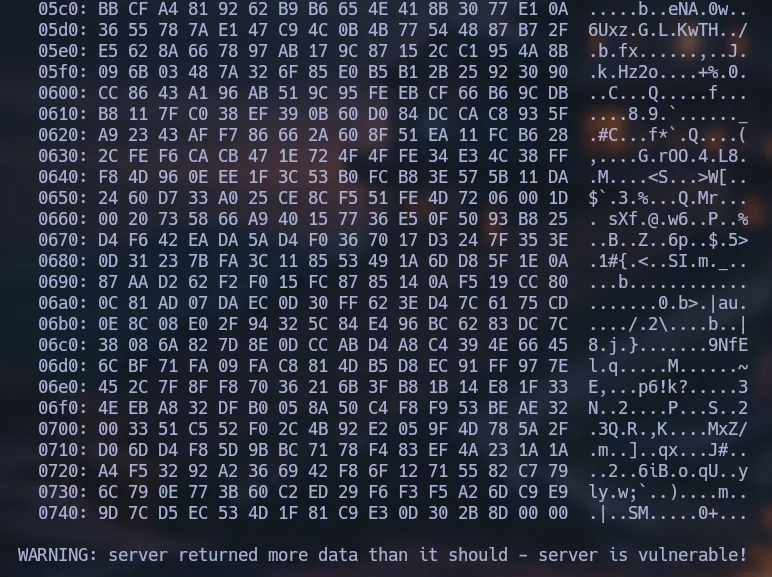 05c0: BB CF A4 81 92 62 B9 B6 65 4E 41 8B 30 77 E1 0A  .....b..eNA.0w..
05d0: 36 55 78 7A E1 47 C9 4C 0B 4B 77 54 48 87 B7 2F  6Uxz.G.L.KwTH../
05e0: E5 62 8A 66 78 97 AB 17 9C 87 15 2C C1 95 4A 8B  .b.fx......,..J.
05f0: 09 6B 03 48 7A 32 6F 85 E0 B5 B1 2B 25 92 30 90  .k.Hz2o....+%.0.
0600: CC 86 43 A1 96 AB 51 9C 95 FE EB CF 66 B6 9C DB  ..C...Q.....f...
0610: B8 11 7F C0 38 EF 39 0B 60 D0 84 DC CA C8 93 5F  ....8.9.`......_
0620: A9 23 43 AF F7 86 66 2A 60 8F 51 EA 11 FC B6 28  .#C...f*`.Q....(
0630: 2C FE F6 CA CB 47 1E 72 4F 4F FE 34 E3 4C 38 FF  ,....G.rOO.4.L8.
0640: F8 4D 96 0E EE 1F 3C 53 B0 FC B8 3E 57 5B 11 DA  .M....<S...>W[..
0650: 24 60 D7 33 A0 25 CE 8C F5 51 FE 4D 72 06 00 1D  $`.3.%...Q.Mr...
0660: 00 20 73 58 66 A9 40 15 77 36 E5 0F 50 93 B8 25  . sXf.@.w6..P..%
0670: D4 F6 42 EA DA 5A D4 F0 36 70 17 D3 24 7F 35 3E  ..B..Z..6p..$.5>
0680: 0D 31 23 7B FA 3C 11 85 53 49 1A 6D D8 5F 1E 0A  .1#{.<..SI.m._..
0690: 87 AA D2 62 F2 F0 15 FC 87 85 14 0A F5 19 CC 80  ...b............
06a0: 0C 81 AD 07 DA EC 0D 30 FF 62 3E D4 7C 61 75 CD  .......0.b>.|au.
06b0: 0E 8C 08 E0 2F 94 32 5C 84 E4 96 BC 62 83 DC 7C  ..../.2\....b..|
06c0: 38 08 6A 82 7D 8E 0D CC AB D4 A8 C4 39 4E 66 45  8.j.}.......9NfE
06d0: 6C BF 71 FA 09 FA C8 81 4D B5 D8 EC 91 FF 97 7E  l.q.....M......~
06e0: 45 2C 7F 8F F8 70 36 21 6B 3F B8 1B 14 E8 1F 33  E,...p6!k?.....3
06f0: 4E EB A8 32 DF B0 05 8A 50 C4 F8 F9 53 BE AE 32  N..2....P...S..2
0700: 00 33 51 C5 52 F0 2C 4B 92 E2 05 9F 4D 78 5A 2F  .3Q.R.,K....MxZ/
0710: D0 6D D4 F8 5D 9B BC 71 78 F4 83 EF 4A 23 1A 1A  .m..]..qx...J#..
0720: A4 F5 32 92 A2 36 69 42 F8 6F 12 71 55 82 C7 79  ..2..6iB.o.qU..y
0730: 6C 79 0E 77 3B 60 C2 ED 29 F6 F3 F5 A2 6D C9 E9  ly.w;`..)....m..
0740: 9D 7C D5 EC 53 4D 1F 81 C9 E3 0D 30 2B 8D 00 00  .|..SM.....0+...
WARNING: server returned more data than it should - server is vulnerable!